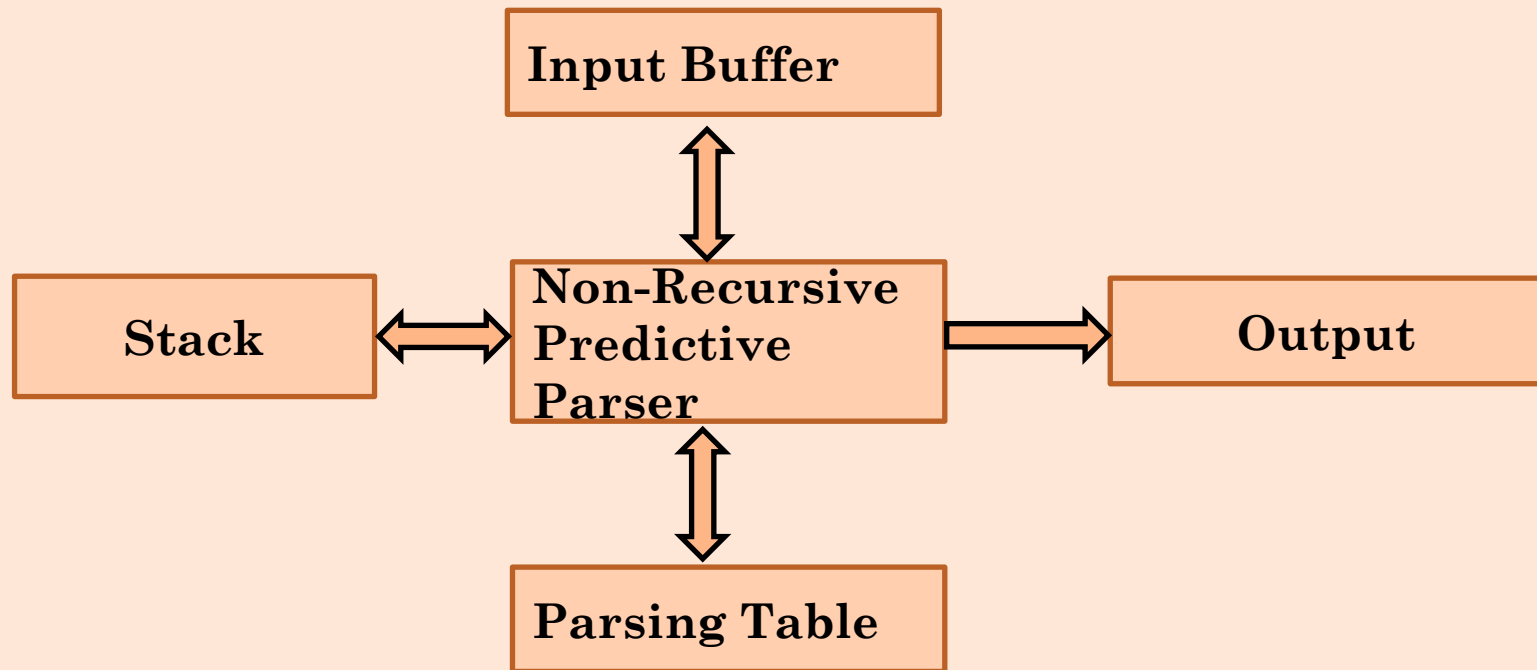 Input Buffer
Stack
Non-Recursive
Predictive
Parser
Output
Parsing Table